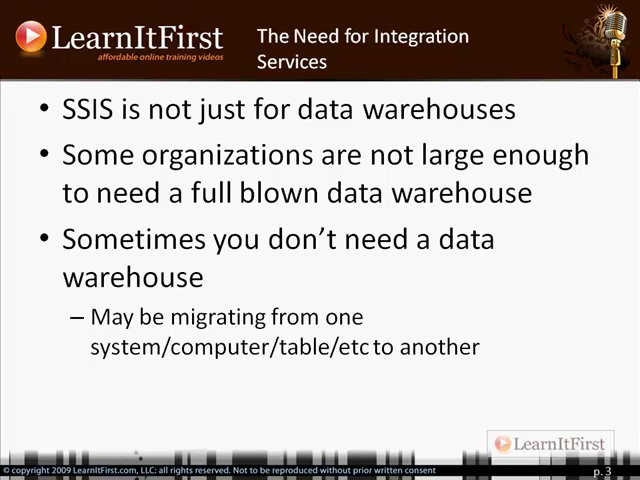 LearnItFirst
affordable online training videos
The Need for Integration
Services
• SSIS is not just for data warehouses
• Some organizations are not large enough
to need a full blown data warehouse
• Sometimes you don't need a data
warehouse
– May be migrating from one
system/computer/table/etc to another
LearnItFirst
© copyright 2009 LearnItFirst.com, LLC: all rights reserved. Not to be reproduced without prior written consent
p. 3